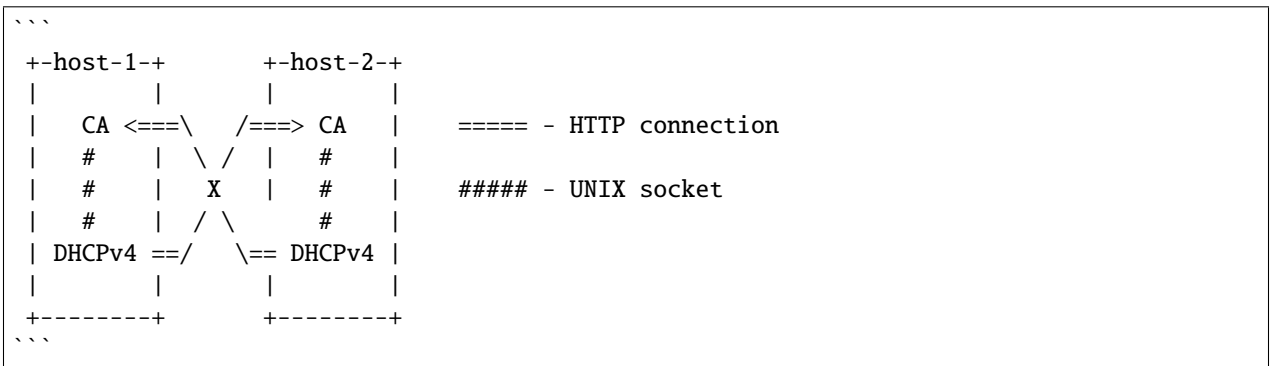 ```
 +-host-1-+       +-host-2-+
 |        |       |        |
 |   CA <===\   /===> CA   |    ===== - HTTP connection
 |   #    |  \ /  |   #    |
 |   #    |   X   |   #    |    ##### - UNIX socket
 |   #    |  / \      #    |
 | DHCPv4 ==/   \== DHCPv4 |
 |        |       |        |
 +--------+       +--------+
```